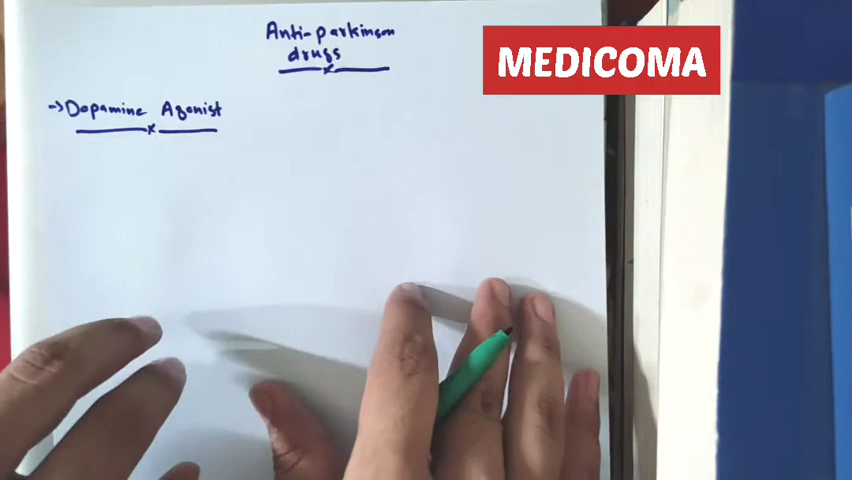 Anti-parkinson
drugs
MEDICOMA
→Dopamine Agonist